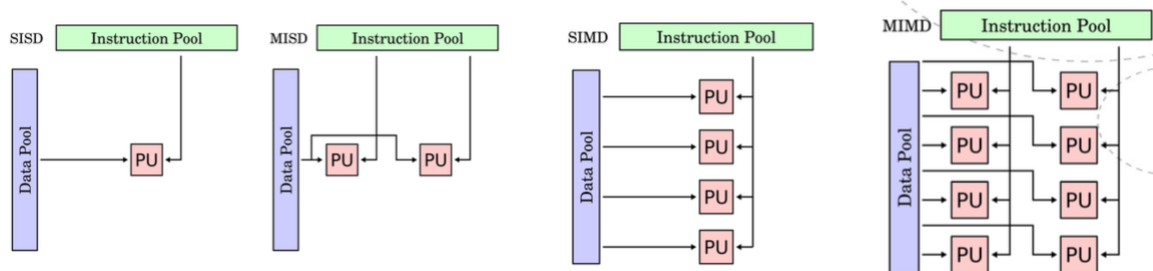 SISD
Instruction Pool
Data Pool
PU
MISD
Instruction Pool
Data Pool
PU
PU
SIMD
Instruction Pool
Data Pool
PU
PU
PU
PU
MIMD
Instruction Pool
Data Pool
PU
PU
PU
PU
PU
PU
PU
PU